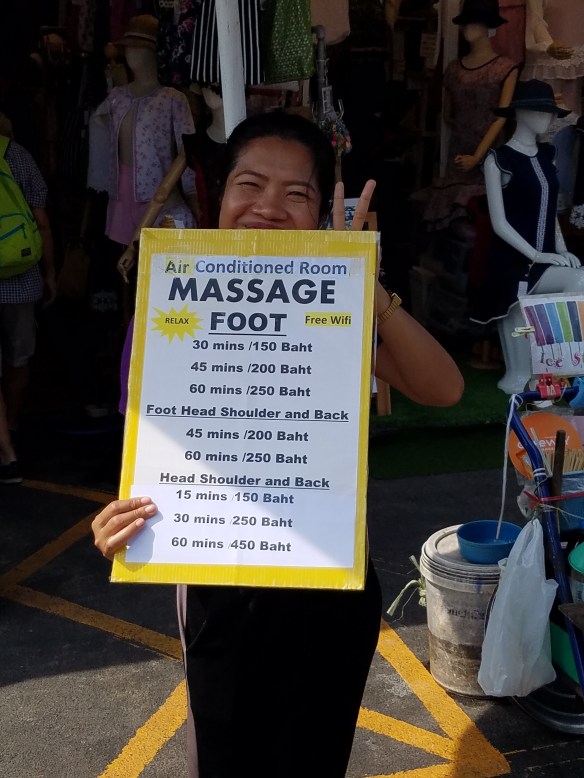 Air Conditioned Room
MASSAGE
RELAX
FOOT
Free Wifi
30 mins /150 Baht
45 mins /200 Baht
60 mins /250 Baht
Foot Head Shoulder and Back
45 mins /200 Baht
60 mins /250 Baht
Head Shoulder and Back
15 mins /150 Baht
30 mins /250 Baht
60 mins /450 Baht